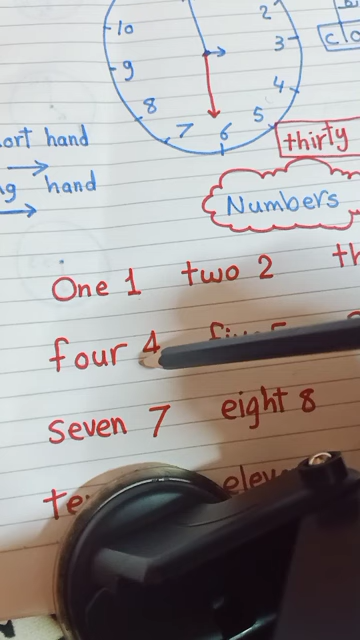 10 2
9 3
8 4
7 6 5
hand
hand
thirty
Numbers
One 1 two 2
four 4
seven 7 eight 8